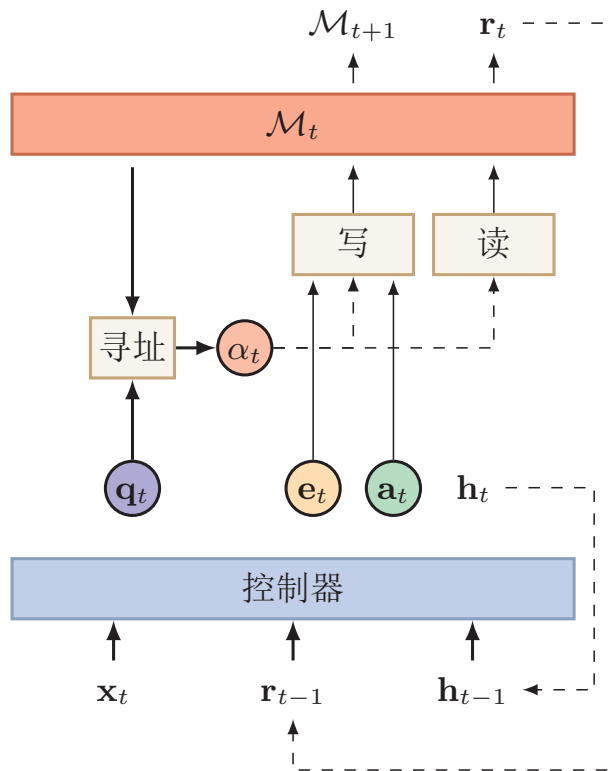 ℳₜ₊₁ rₜ
ℳₜ
写 读
寻址 αₜ
qₜ eₜ aₜ hₜ
控制器
xₜ rₜ₋₁ hₜ₋₁